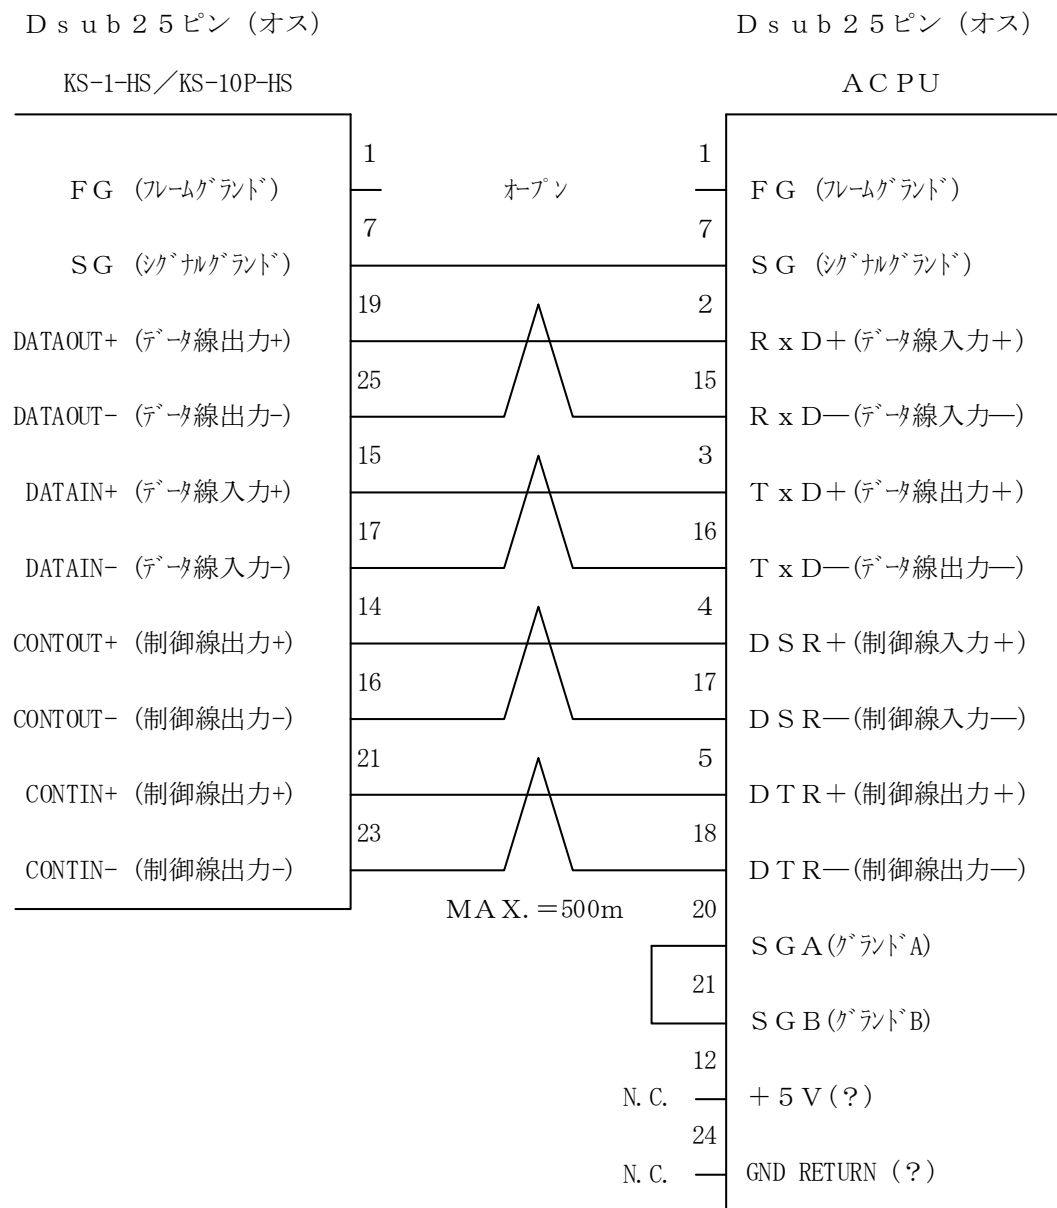 Ｄｓｕｂ２５ピン（オス） Ｄｓｕｂ２５ピン（オス）
KS-1-HS／KS-10P-HS ＡＣＰＵ
1 1
ＦＧ (ﾌﾚｰﾑｸﾞﾗﾝﾄﾞ) ｵｰﾌﾟﾝ ＦＧ (ﾌﾚｰﾑｸﾞﾗﾝﾄﾞ)
7 7
ＳＧ (ｼｸﾞﾅﾙｸﾞﾗﾝﾄﾞ) ＳＧ (ｼｸﾞﾅﾙｸﾞﾗﾝﾄﾞ)
19 2
DATAOUT+ (ﾃﾞｰﾀ線出力+) ＲｘＤ＋(ﾃﾞｰﾀ線入力＋)
25 15
DATAOUT- (ﾃﾞｰﾀ線出力-) ＲｘＤ―(ﾃﾞｰﾀ線入力―)
15 3
DATAIN+ (ﾃﾞｰﾀ線入力+) ＴｘＤ＋(ﾃﾞｰﾀ線出力＋)
17 16
DATAIN- (ﾃﾞｰﾀ線入力-) ＴｘＤ―(ﾃﾞｰﾀ線出力―)
14 4
CONTOUT+ (制御線出力+) ＤＳＲ＋(制御線入力＋)
16 17
CONTOUT- (制御線出力-) ＤＳＲ―(制御線入力―)
21 5
CONTIN+ (制御線出力+) ＤＴＲ＋(制御線出力＋)
23 18
CONTIN- (制御線出力-) ＤＴＲ―(制御線出力―)
ＭＡＸ.＝500m 20
ＳＧＡ(ｸﾞﾗﾝﾄﾞA)
21
ＳＧＢ(ｸﾞﾗﾝﾄﾞB)
12
N.C. ＋５Ｖ(？)
24
N.C. GND RETURN (？)